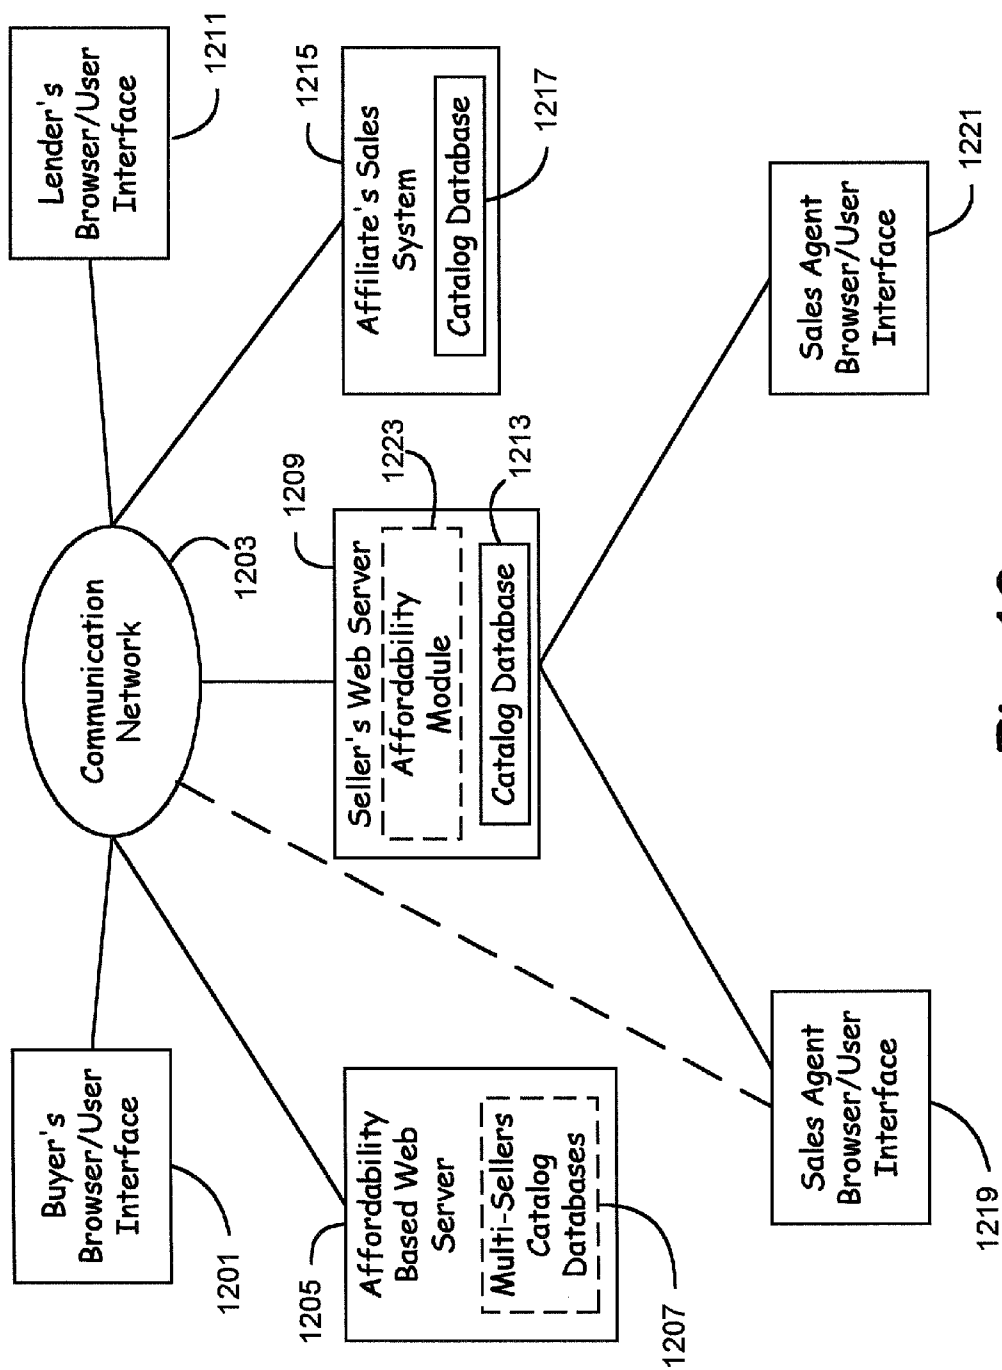 Buyer's
Browser/User
Interface
1201
Communication
Network
1203
Lender's
Browser/User
Interface
1211
1205
Affordability
Based Web
Server
Multi-Sellers
Catalog
Databases
1207
1209
Seller's Web Server
Affordability
Module
1223
Catalog Database
1213
1215
Affiliate's Sales
System
Catalog Database
1217
Sales Agent
Browser/User
Interface
1219
Sales Agent
Browser/User
Interface
1221